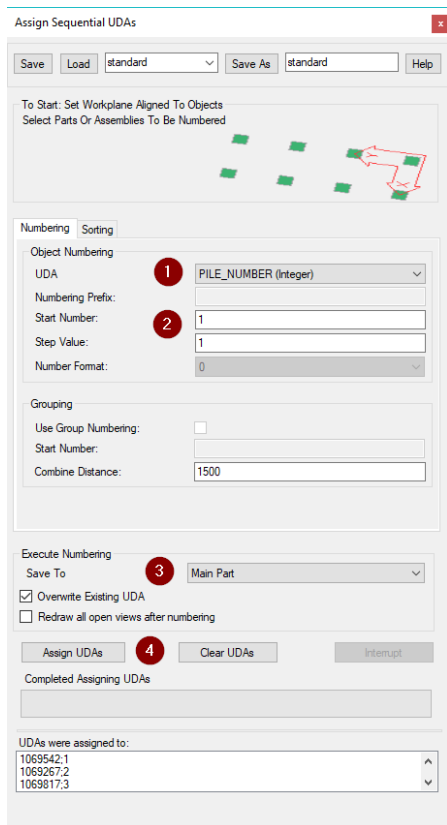 Assign Sequential UDAs
x
Save Load standard Save As standard Help
To Start: Set Workplane Aligned To Objects
Select Parts Or Assemblies To Be Numbered
Y
X
Numbering Sorting
Object Numbering
UDA 1 PILE_NUMBER (Integer)
Numbering Prefix:
Start Number: 2 1
Step Value: 1
Number Format: 0
Grouping
Use Group Numbering:
Start Number:
Combine Distance: 1500
Execute Numbering
Save To 3 Main Part
Overwrite Existing UDA
Redraw all open views after numbering
Assign UDAs 4 Clear UDAs Interrupt
Completed Assigning UDAs
UDAs were assigned to:
1069542;1
1069267;2
1069817;3